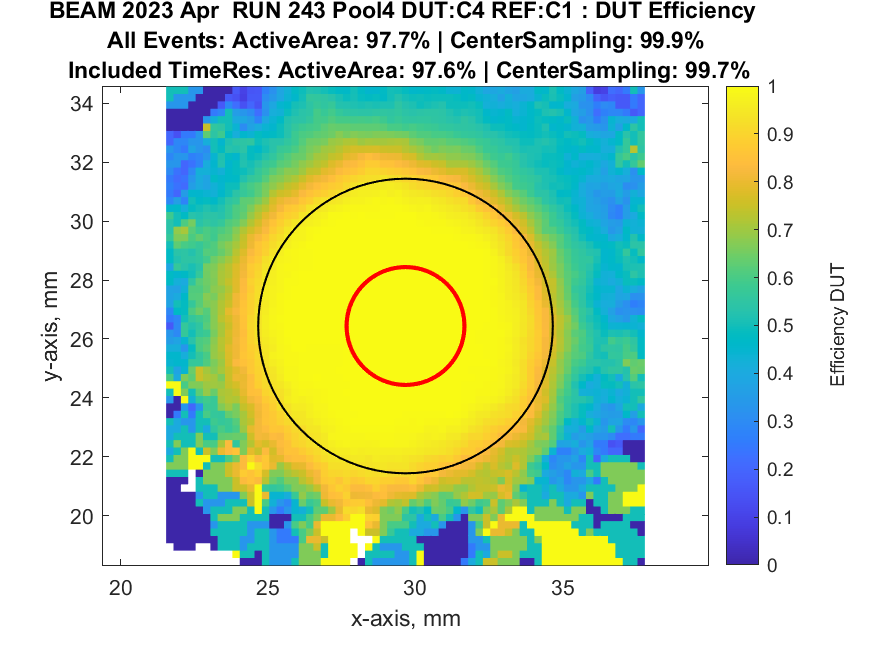 BEAM 2023 Apr  RUN 243 Pool4 DUT:C4 REF:C1 : DUT Efficiency
All Events: ActiveArea: 97.7% | CenterSampling: 99.9%
Included TimeRes: ActiveArea: 97.6% | CenterSampling: 99.7%
34
32
30
28
26
24
22
20
y-axis, mm
20 25 30 35
x-axis, mm
1
0.9
0.8
0.7
0.6
0.5
0.4
0.3
0.2
0.1
0
Efficiency DUT